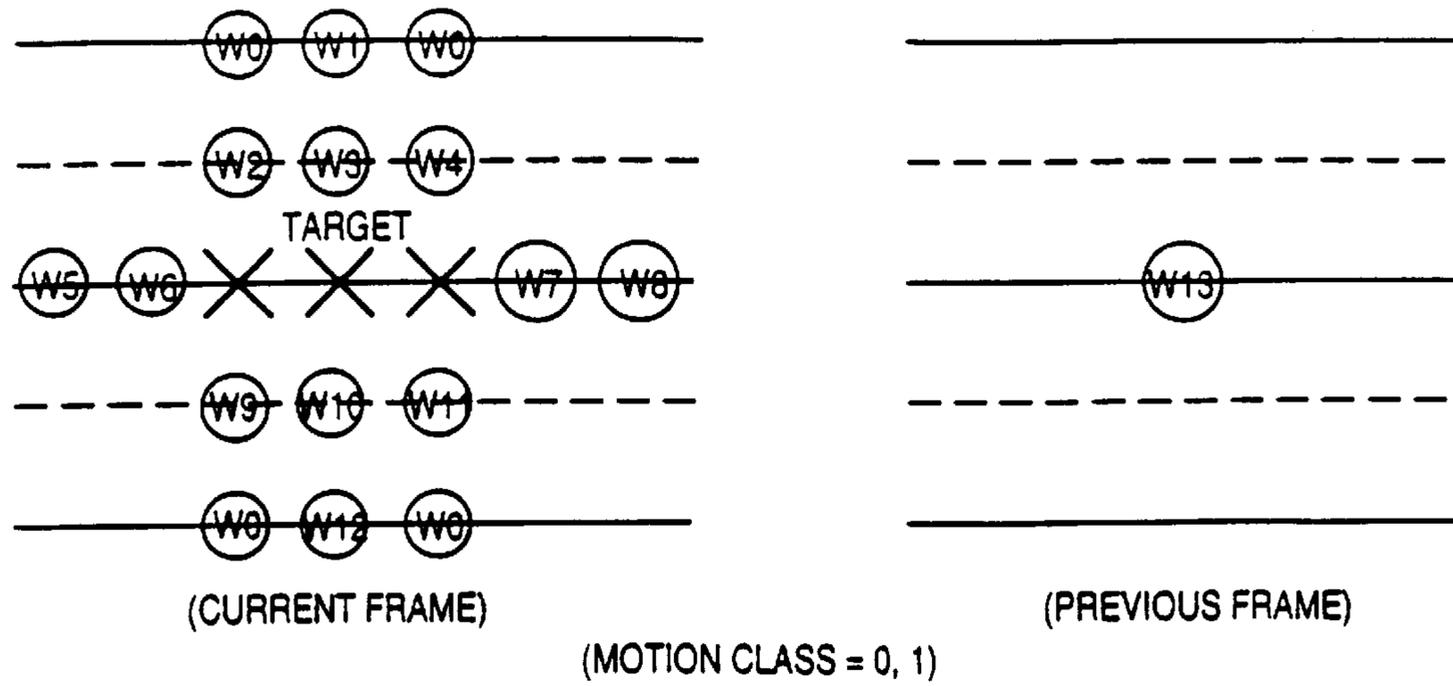 W0 W1 W0
W2 W3 W4
TARGET
W5 W6 W7 W8
W13
W9 W10 W11
W0 W12 W0
(CURRENT FRAME) (PREVIOUS FRAME)
(MOTION CLASS = 0, 1)